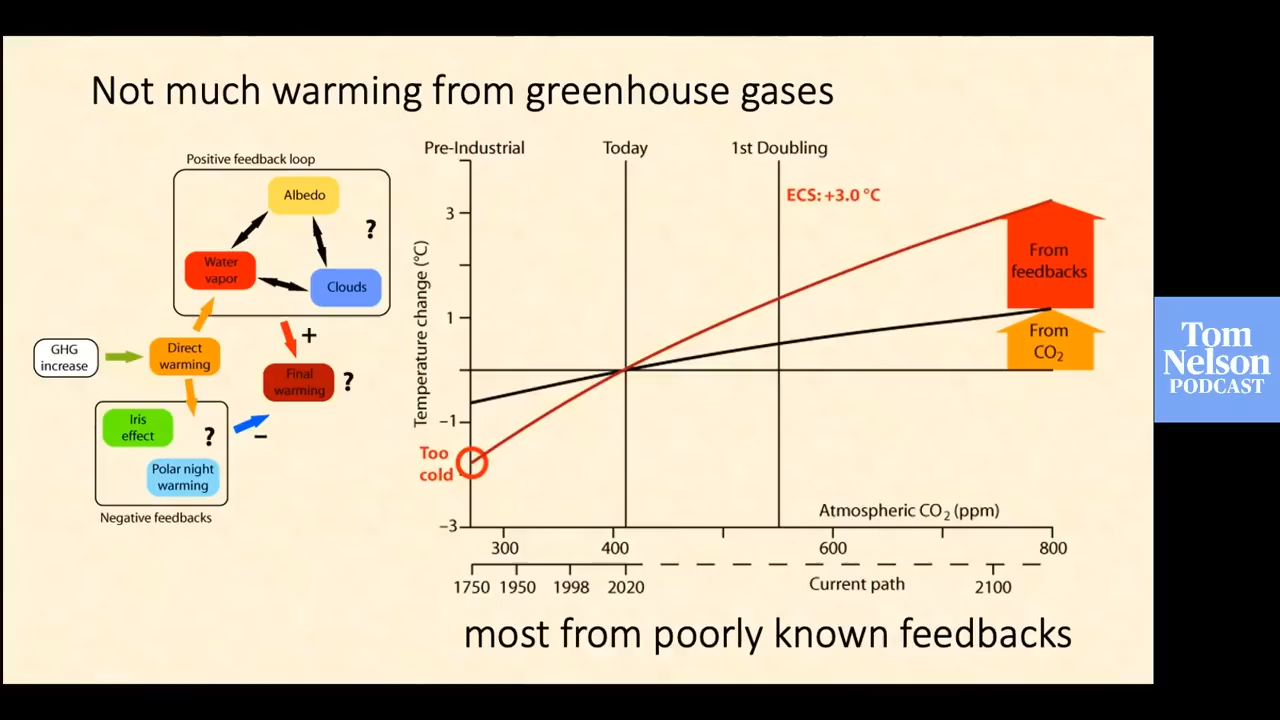 Not much warming from greenhouse gases
Positive feedback loop
Albedo
?
Water
vapor
Clouds
+
GHG
increase
Direct
warming
Final
warming
?
Iris
effect
?
−
Polar night
warming
Negative feedbacks
Pre-Industrial
Today
1st Doubling
ECS: +3.0 °C
Temperature change (°C)
3
1
−1
−3
From
feedbacks
From
CO₂
Too
cold
Atmospheric CO₂ (ppm)
300 400 600 800
1750 1950 1998 2020 Current path 2100
most from poorly known feedbacks
Tom
Nelson
PODCAST